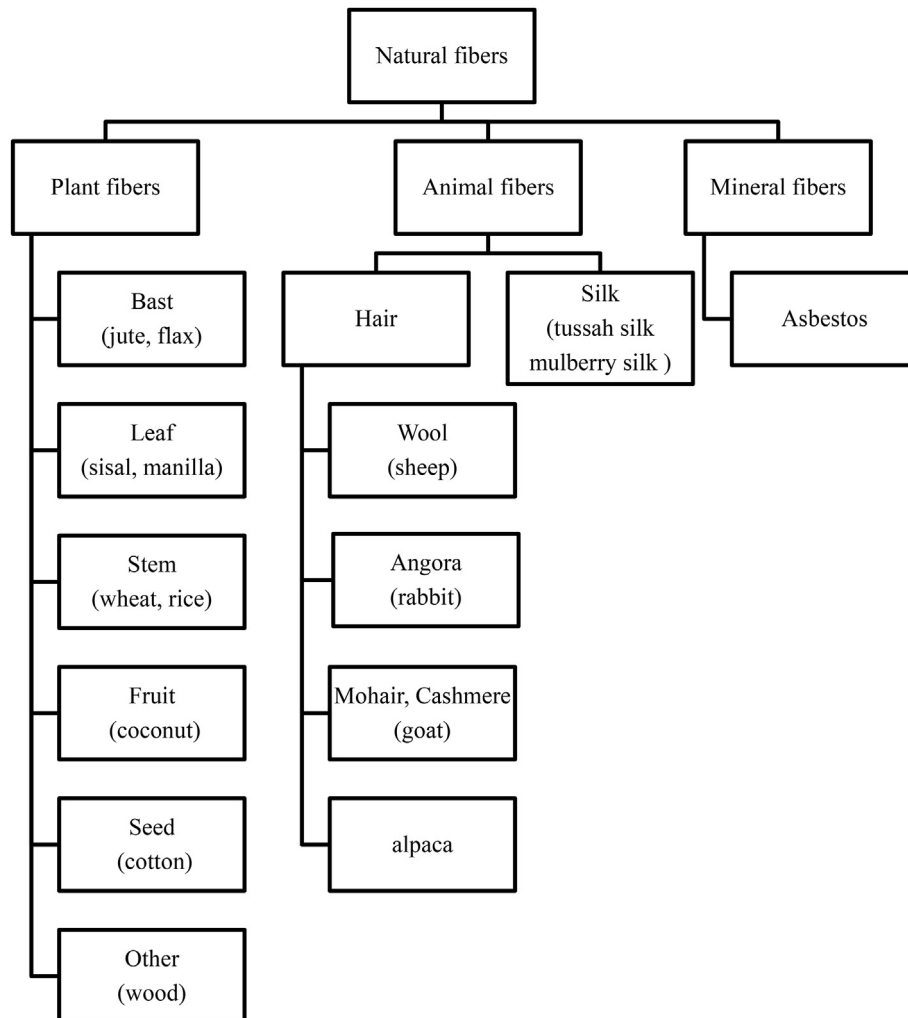 Natural fibers
Plant fibers
Animal fibers
Mineral fibers
Bast
(jute, flax)
Leaf
(sisal, manilla)
Stem
(wheat, rice)
Fruit
(coconut)
Seed
(cotton)
Other
(wood)
Hair
Wool
(sheep)
Angora
(rabbit)
Mohair, Cashmere
(goat)
alpaca
Silk
(tussah silk
mulberry silk )
Asbestos